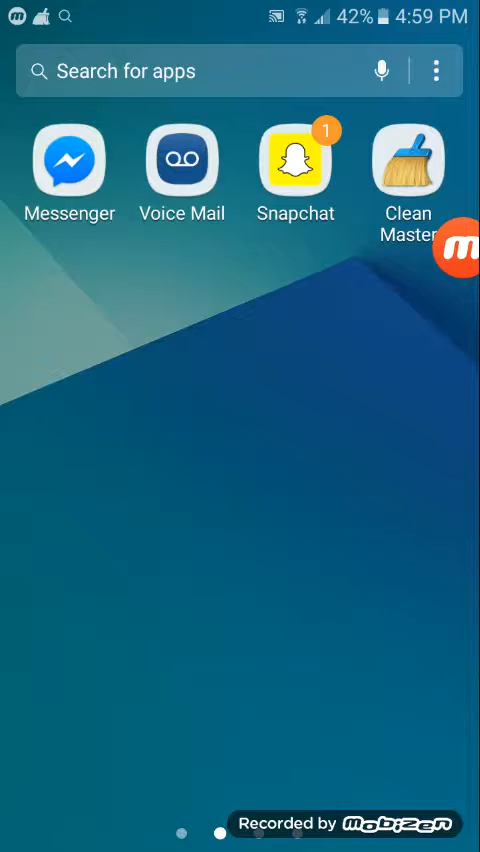 42% 4:59 PM
Search for apps
1
Messenger Voice Mail Snapchat Clean Master
Recorded by mobizen